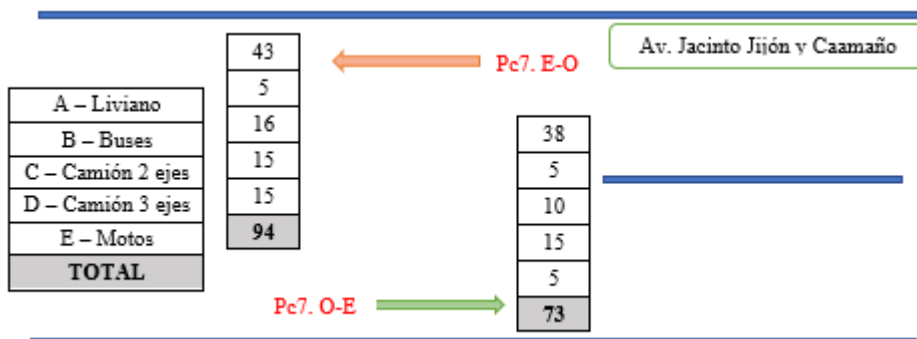 Av. Jacinto Jijón y Caamaño
Pc7. E-O
43
5
16
15
15
94
A – Liviano
B – Buses
C – Camión 2 ejes
D – Camión 3 ejes
E – Motos
TOTAL
38
5
10
15
5
73
Pc7. O-E